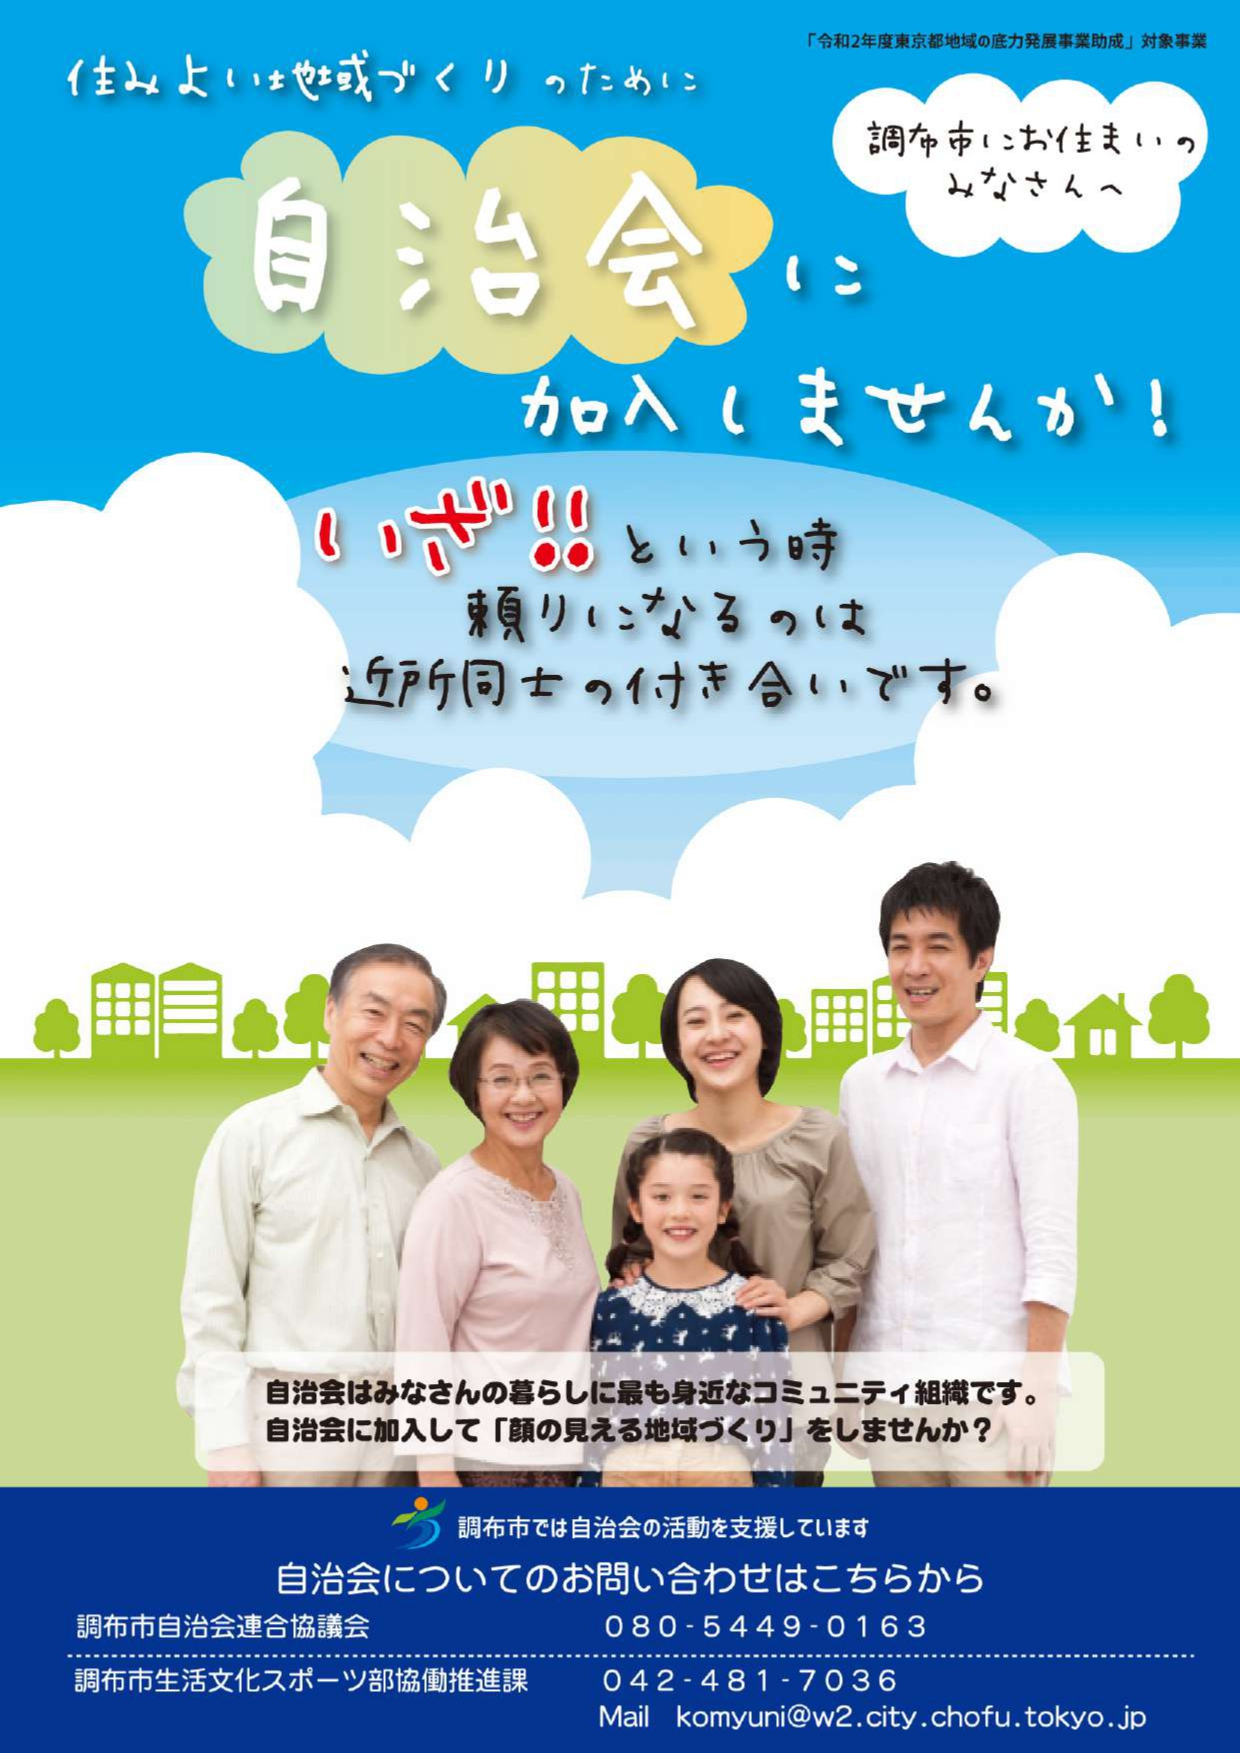 「令和2年度東京都地域の底力発展事業助成」対象事業
住みよい地域づくりのために
調布市にお住まいの
みなさんへ
自治会に
加入しませんか！
いざ！！という時
頼りになるのは
近所同士の付き合いです。
自治会はみなさんの暮らしに最も身近なコミュニティ組織です。
自治会に加入して「顔の見える地域づくり」をしませんか？
調布市では自治会の活動を支援しています
自治会についてのお問い合わせはこちらから
調布市自治会連合協議会　０８０-５４４９-０１６３
調布市生活文化スポーツ部協働推進課　０４２-４８１-７０３６
Mail　komyuni@w2.city.chofu.tokyo.jp